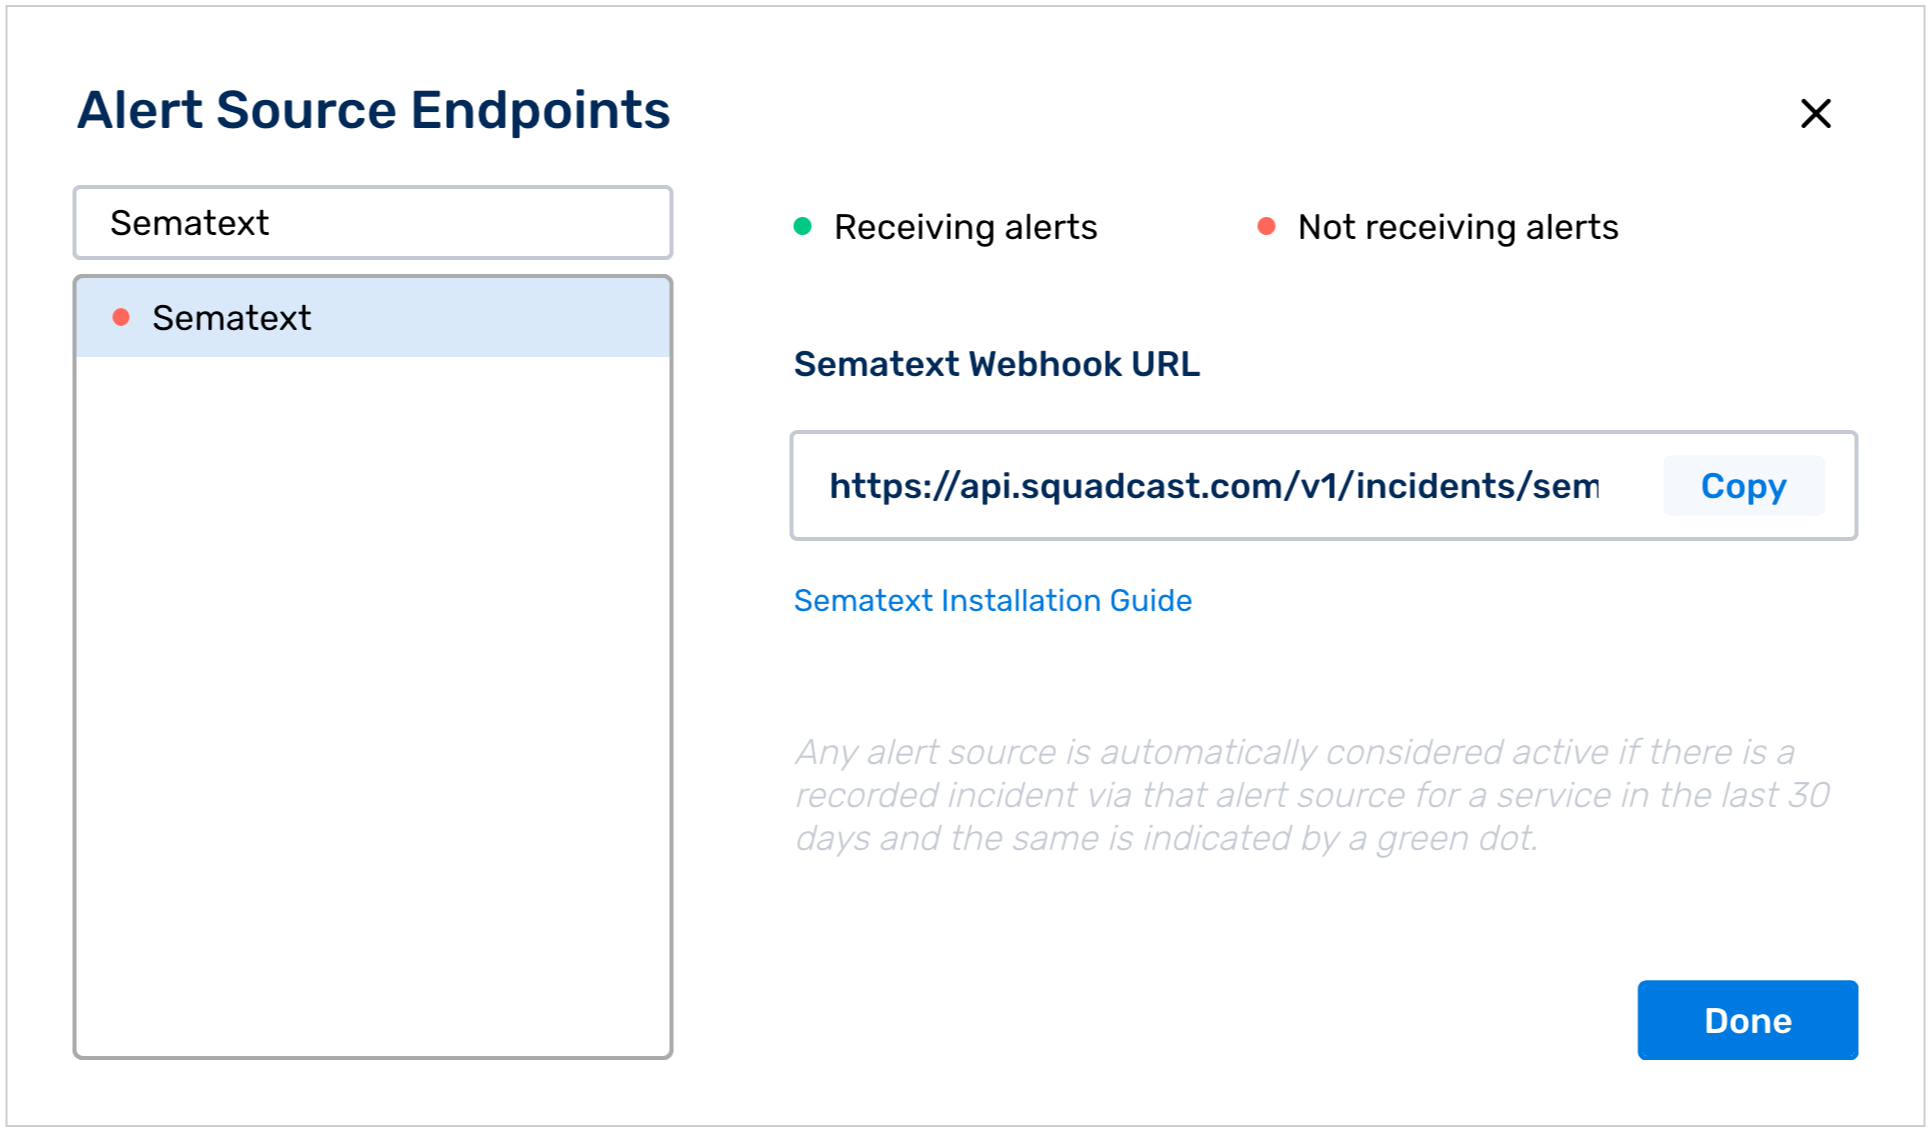 Alert Source Endpoints
Sematext
Sematext
Receiving alerts
Not receiving alerts
Sematext Webhook URL
https://api.squadcast.com/v1/incidents/sem
Copy
Sematext Installation Guide
Any alert source is automatically considered active if there is a
recorded incident via that alert source for a service in the last 30
days and the same is indicated by a green dot.
Done